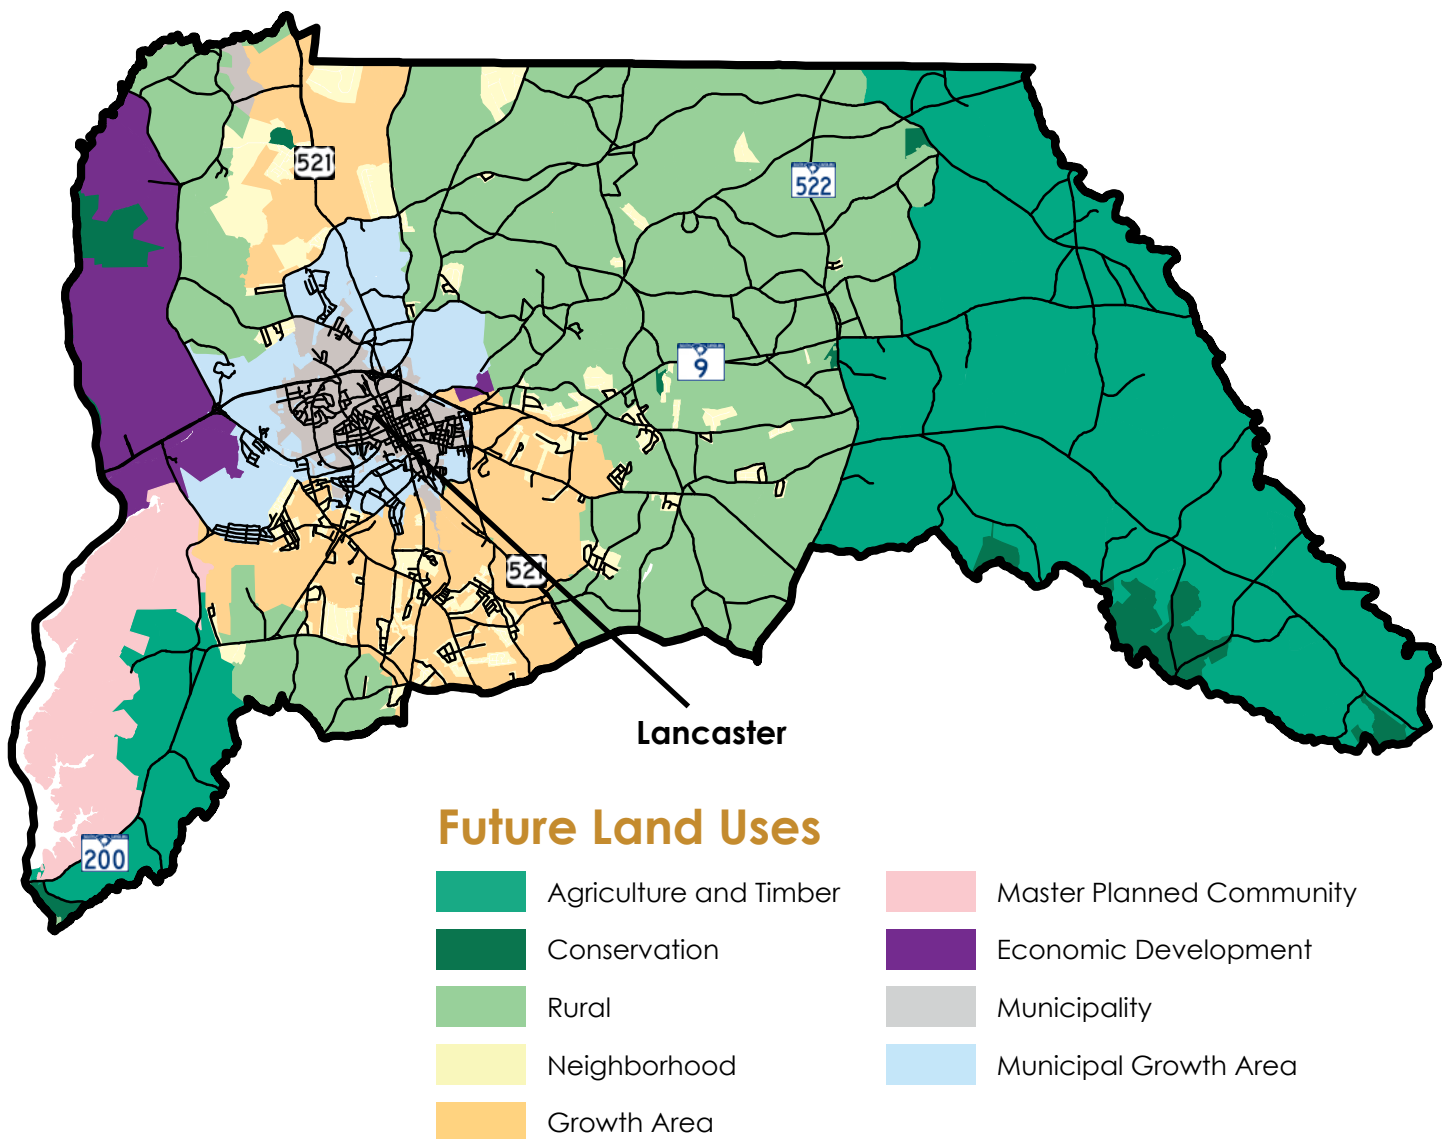 521
522
9
521
Lancaster
200
Future Land Uses
Agriculture and Timber
Conservation
Rural
Neighborhood
Growth Area
Master Planned Community
Economic Development
Municipality
Municipal Growth Area